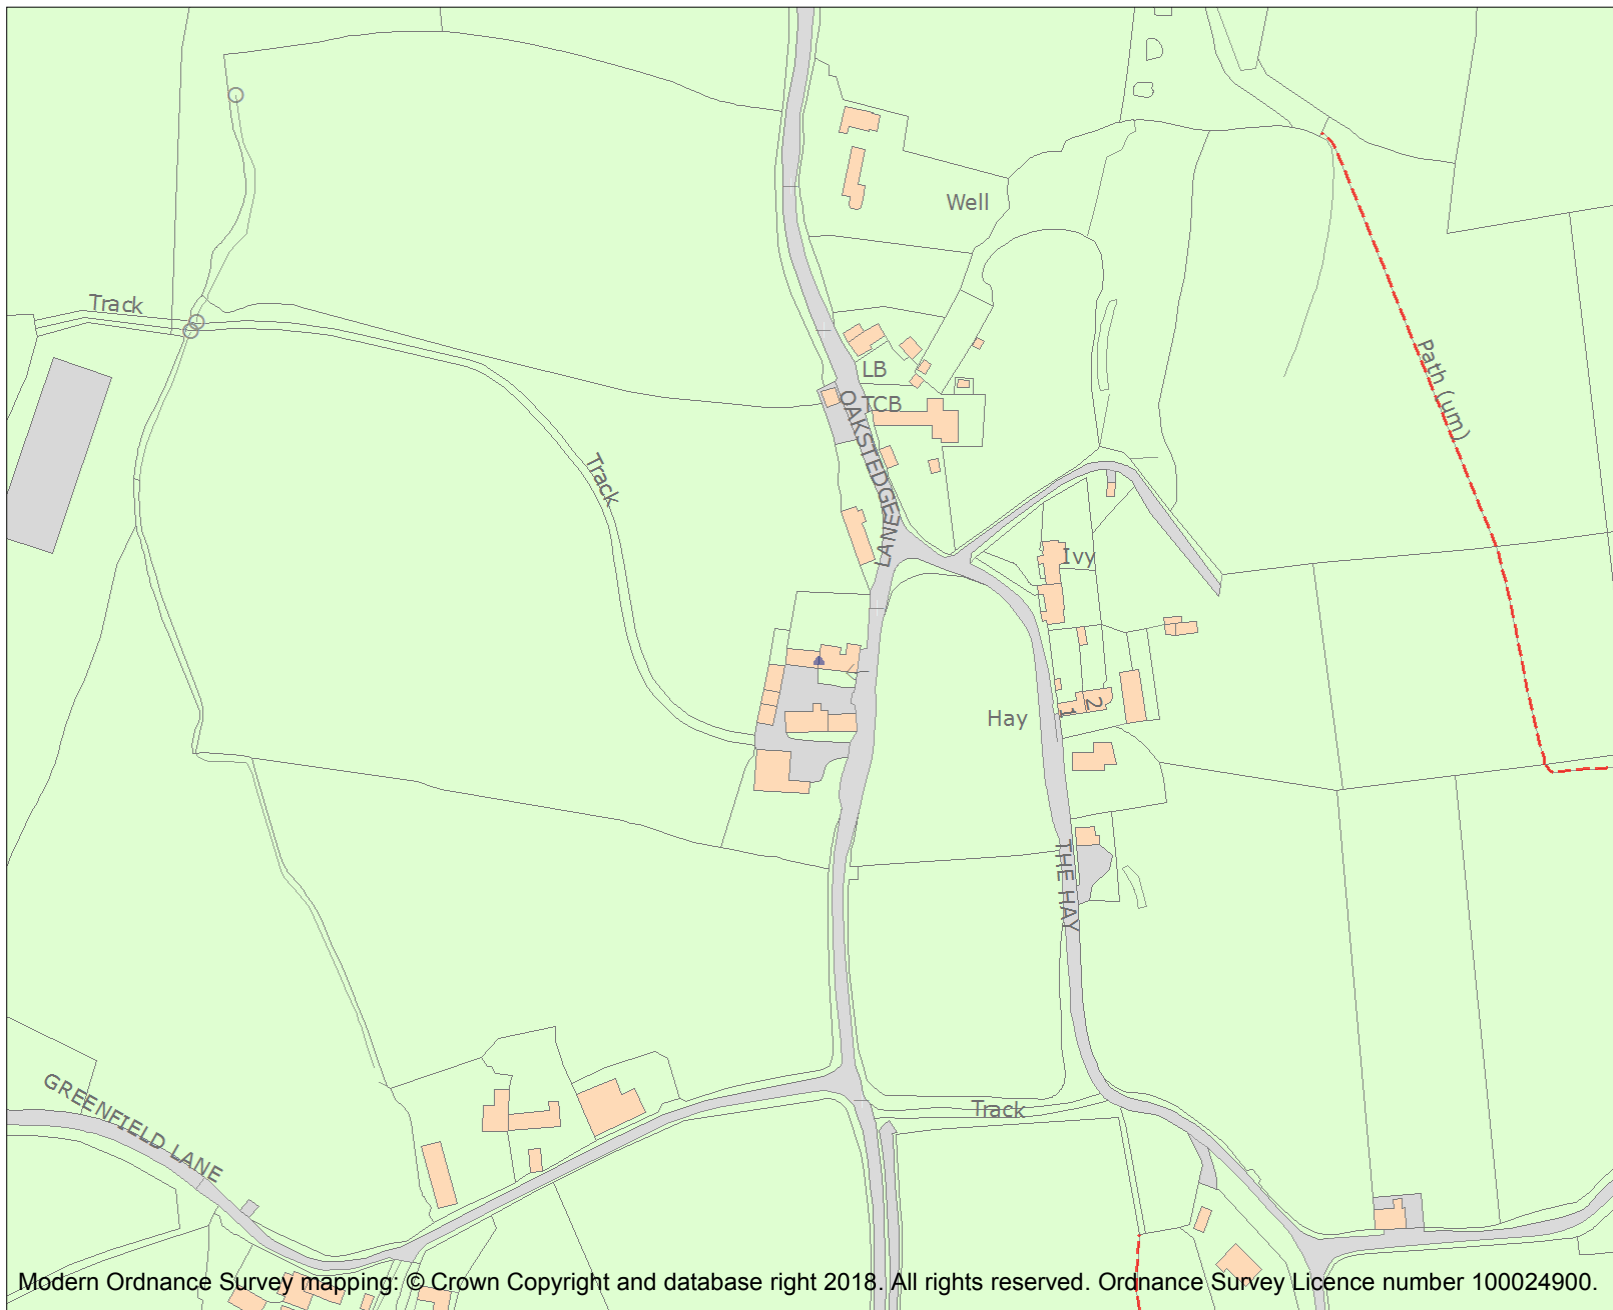 Well
Track
Path (um)
LB
TCB
OAKSTEDGE LANE
Track
Ivy
2
1
Hay
THE HAY
GREENFIELD LANE
Track
Modern Ordnance Survey mapping: © Crown Copyright and database right 2018. All rights reserved. Ordnance Survey Licence number 100024900.